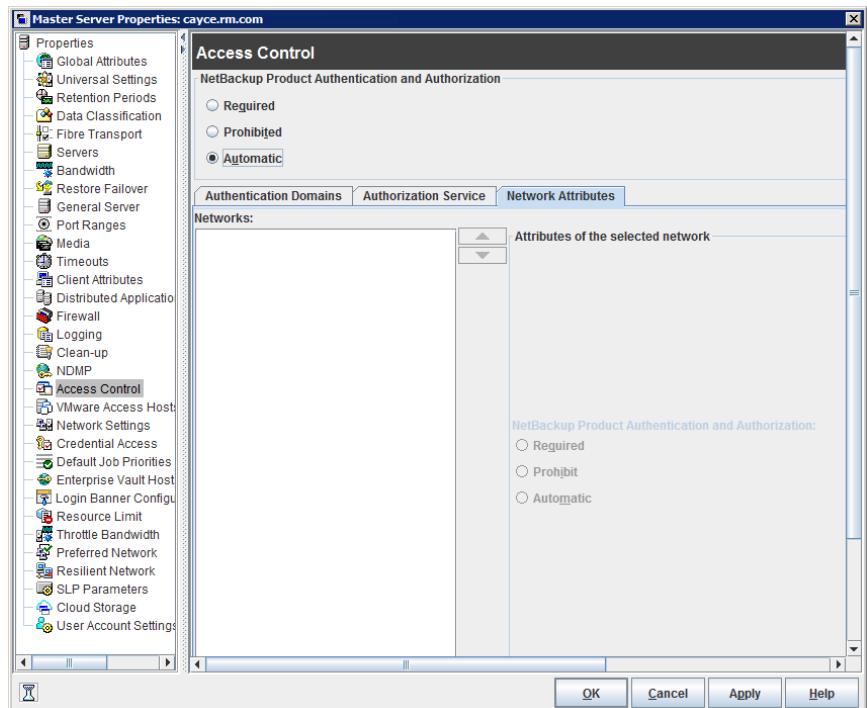 Master Server Properties: cayce.rm.com
Properties
Global Attributes
Universal Settings
Retention Periods
Data Classification
Fibre Transport
Servers
Bandwidth
Restore Failover
General Server
Port Ranges
Media
Timeouts
Client Attributes
Distributed Applicatio
Firewall
Logging
Clean-up
NDMP
Access Control
VMware Access Hosts
Network Settings
Credential Access
Default Job Priorities
Enterprise Vault Host
Login Banner Configu
Resource Limit
Throttle Bandwidth
Preferred Network
Resilient Network
SLP Parameters
Cloud Storage
User Account Settings
Access Control
NetBackup Product Authentication and Authorization
Required
Prohibited
Automatic
Authentication Domains
Authorization Service
Network Attributes
Networks:
Attributes of the selected network
NetBackup Product Authentication and Authorization:
Required
Prohibit
Automatic
OK
Cancel
Apply
Help